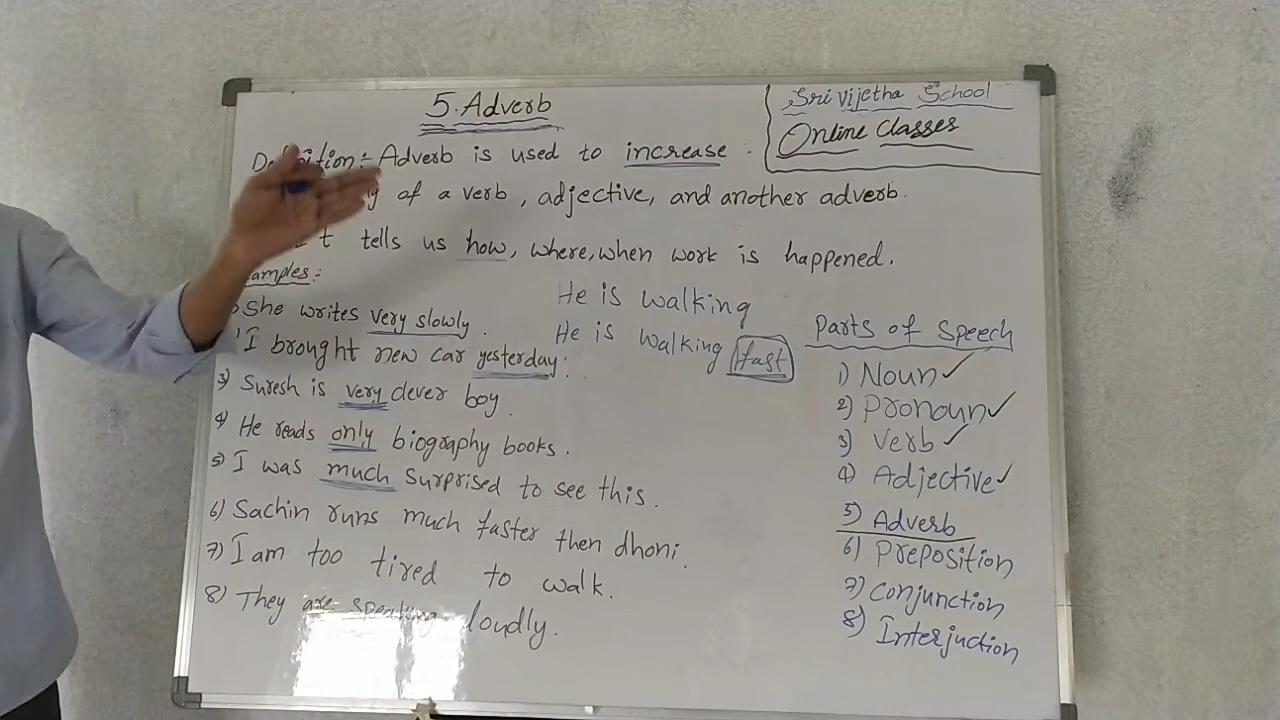 5. Adverb
Sri Vijetha School
Online Classes
Definition:- Adverb is used to increase
of a verb, adjective, and another adverb.
It tells us how, where, when work is happened.
amples:-
She writes very slowly.
I brought new car yesterday.
3) Suresh is very clever boy.
4) He reads only biography books.
5) I was much surprised to see this.
6) Sachin runs much faster then dhoni.
7) I am too tired to walk.
8) They are speaking loudly.
He is walking
He is walking fast
Parts of Speech
1) Noun ✓
2) Pronoun ✓
3) Verb ✓
4) Adjective ✓
5) Adverb
6) Preposition
7) Conjunction
8) Interjuction